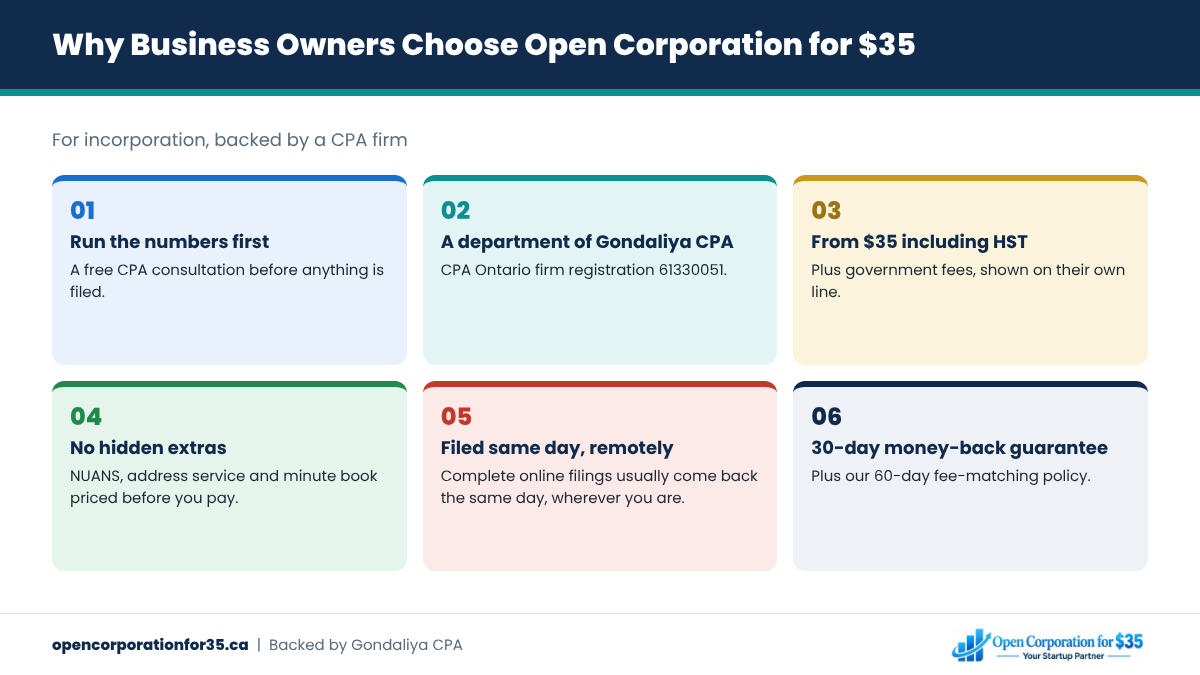 Why Business Owners Choose Open Corporation for $35
For incorporation, backed by a CPA firm
01
Run the numbers first
A free CPA consultation before anything is
filed.
02
A department of Gondaliya CPA
CPA Ontario firm registration 61330051.
03
From $35 including HST
Plus government fees, shown on their own
line.
04
No hidden extras
NUANS, address service and minute book
priced before you pay.
05
Filed same day, remotely
Complete online filings usually come back
the same day, wherever you are.
06
30-day money-back guarantee
Plus our 60-day fee-matching policy.
opencorporationfor35.ca | Backed by Gondaliya CPA
Open Corporation for $35
Your Startup Partner